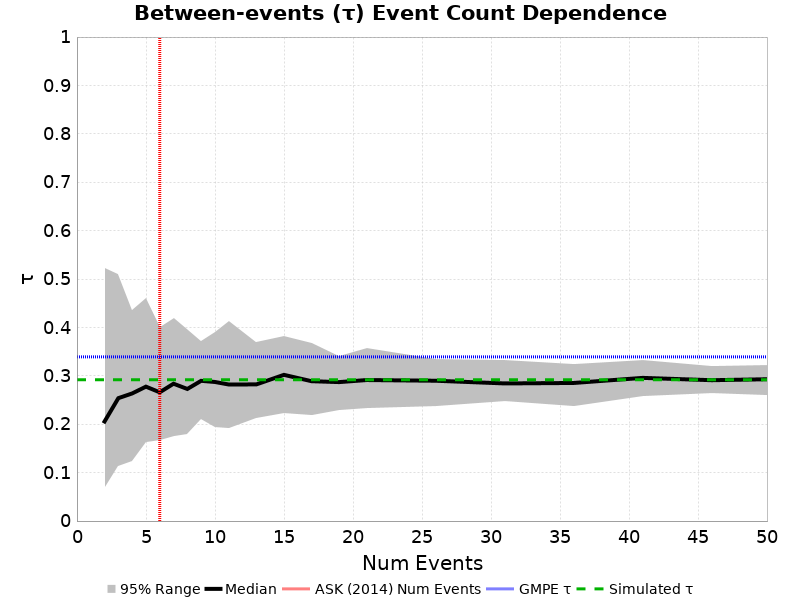 Between-events (τ) Event Count Dependence
1
0.9
0.8
0.7
0.6
0.5
0.4
0.3
0.2
0.1
0
τ
0 5 10 15 20 25 30 35 40 45 50
Num Events
95% Range Median ASK (2014) Num Events GMPE τ Simulated τ